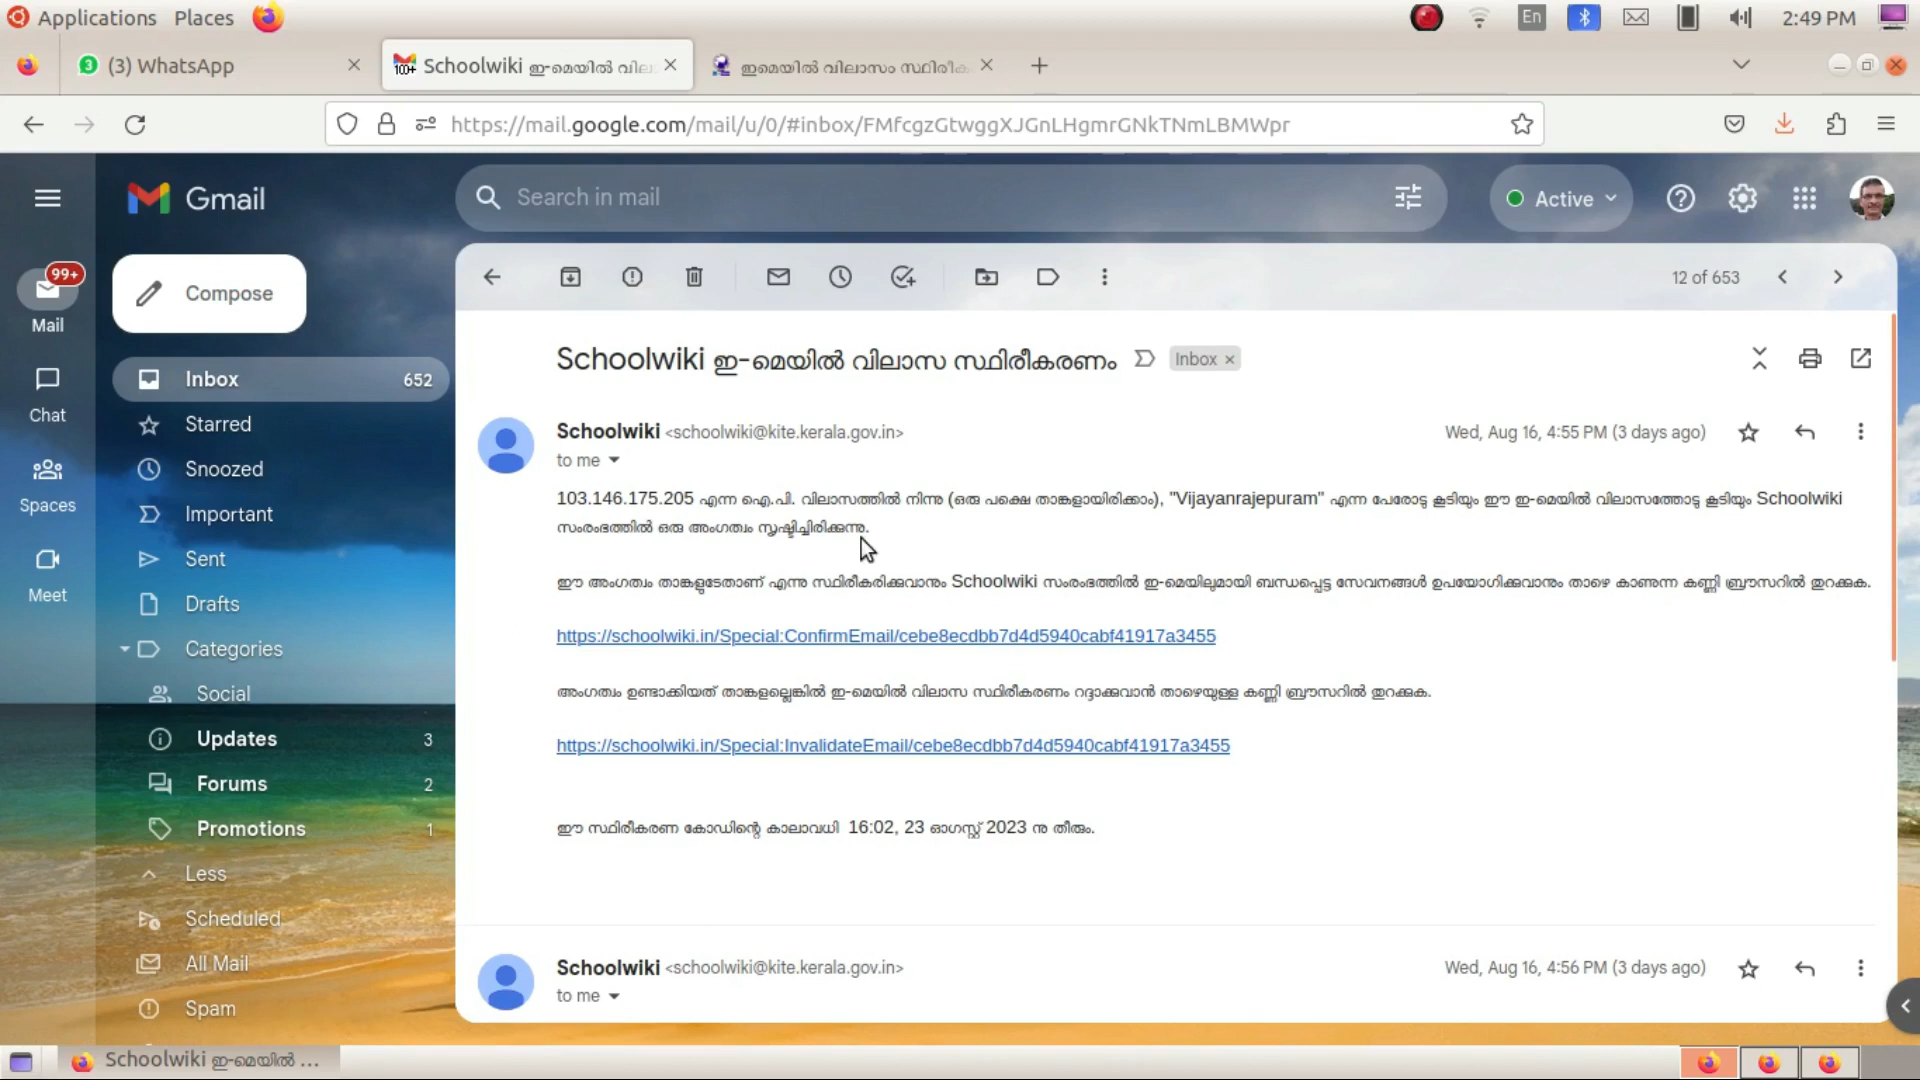 Applications Places En 2:49 PM
3 (3) WhatsApp 100+ Schoolwiki ഇ-മെയിൽ വില ഇമെയിൽ വിലാസം സ്ഥിരീക
https://mail.google.com/mail/u/0/#inbox/FMfcgzGtwggXJGnLHgmrGNkTNmLBMWpr
Gmail
Search in mail
Active
99+
Mail
Chat
Spaces
Meet
Compose
Inbox 652
Starred
Snoozed
Important
Sent
Drafts
Categories
Social
Updates 3
Forums 2
Promotions 1
Less
Scheduled
All Mail
Spam
12 of 653
Schoolwiki ഇ-മെയിൽ വിലാസ സ്ഥിരീകരണം Inbox
Schoolwiki <schoolwiki@kite.kerala.gov.in> Wed, Aug 16, 4:55 PM (3 days ago)
to me
103.146.175.205 എന്ന ഐ.പി. വിലാസത്തിൽ നിന്നു (ഒരു പക്ഷെ താങ്കളായിരിക്കാം), "Vijayanrajepuram" എന്ന പേരോടു കൂടിയും ഈ ഇ-മെയിൽ വിലാസത്തോടു കൂടിയും Schoolwiki
സംരംഭത്തിൽ ഒരു അംഗത്വം സൃഷ്ടിച്ചിരിക്കുന്നു.
ഈ അംഗത്വം താങ്കളുടേതാണ് എന്നു സ്ഥിരീകരിക്കുവാനും Schoolwiki സംരംഭത്തിൽ ഇ-മെയിലുമായി ബന്ധപ്പെട്ട സേവനങ്ങൾ ഉപയോഗിക്കുവാനും താഴെ കാണുന്ന കണ്ണി ബ്രൗസറിൽ തുറക്കുക.
https://schoolwiki.in/Special:ConfirmEmail/cebe8ecdbb7d4d5940cabf41917a3455
അംഗത്വം ഉണ്ടാക്കിയത് താങ്കളല്ലെങ്കിൽ ഇ-മെയിൽ വിലാസ സ്ഥിരീകരണം റദ്ദാക്കുവാൻ താഴെയുള്ള കണ്ണി ബ്രൗസറിൽ തുറക്കുക.
https://schoolwiki.in/Special:InvalidateEmail/cebe8ecdbb7d4d5940cabf41917a3455
ഈ സ്ഥിരീകരണ കോഡിന്റെ കാലാവധി 16:02, 23 ഓഗസ്റ്റ് 2023 നു തീരും.
Schoolwiki <schoolwiki@kite.kerala.gov.in> Wed, Aug 16, 4:56 PM (3 days ago)
to me
Schoolwiki ഇ-മെയിൽ ...